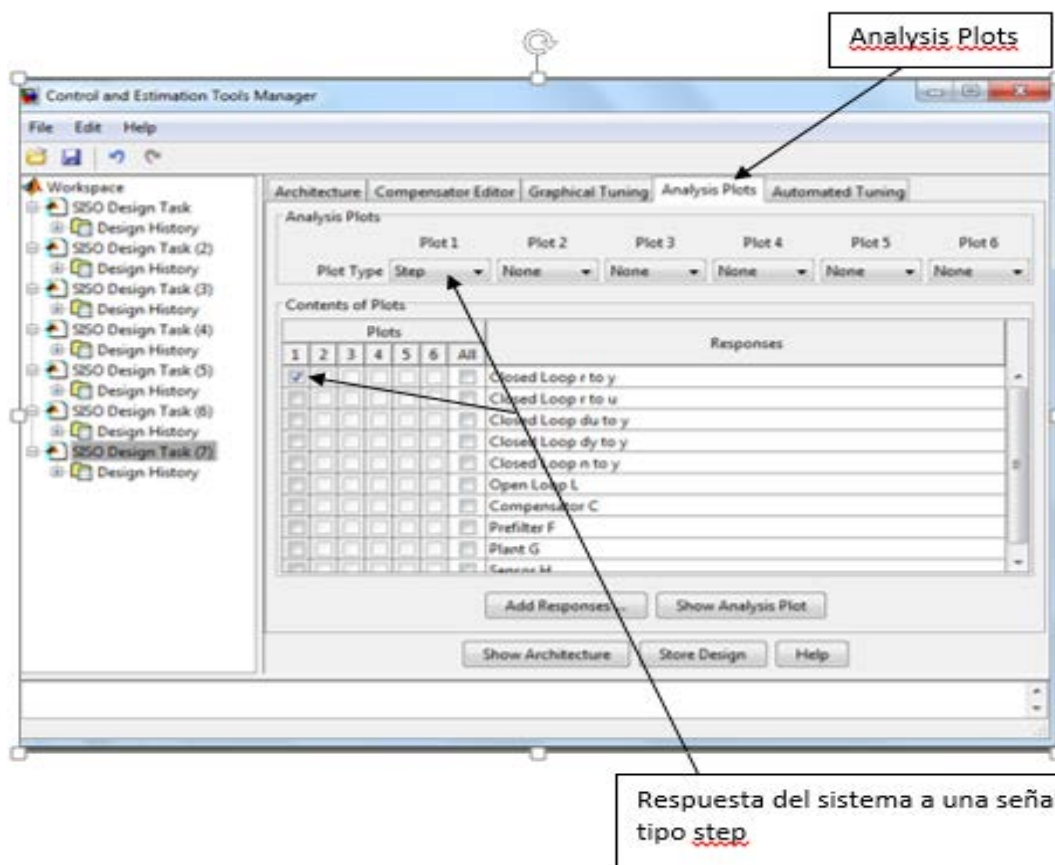 Analysis Plots
Control and Estimation Tools Manager
File Edit Help
Workspace
SISO Design Task
Design History
SISO Design Task (2)
Design History
SISO Design Task (3)
Design History
SISO Design Task (4)
Design History
SISO Design Task (5)
Design History
SISO Design Task (6)
Design History
SISO Design Task (7)
Design History
Architecture Compensator Editor Graphical Tuning Analysis Plots Automated Tuning
Analysis Plots
Plot 1 Plot 2 Plot 3 Plot 4 Plot 5 Plot 6
Plot Type Step None None None None None
Contents of Plots
Plots Responses
1 2 3 4 5 6 All
Closed Loop r to y
Closed Loop r to u
Closed Loop du to y
Closed Loop dy to y
Closed Loop n to y
Open Loop L
Compensator C
Prefilter F
Plant G
Sensor H
Add Responses... Show Analysis Plot
Show Architecture Store Design Help
Respuesta del sistema a una seña
tipo step